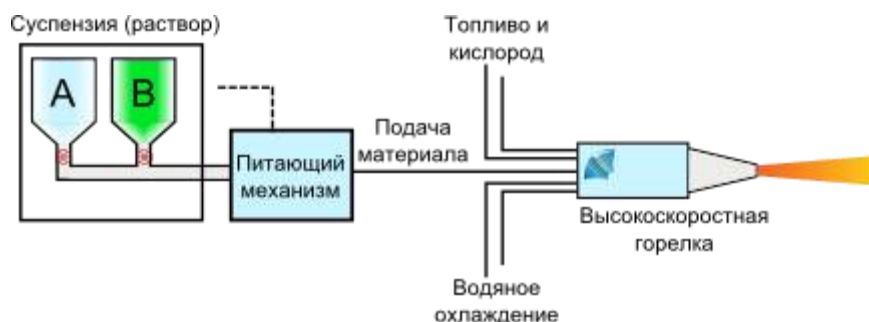 Суспензия (раствор)
A
B
Топливо и
кислород
Подача
материала
Питающий
механизм
Высокоскоростная
горелка
Водяное
охлаждение